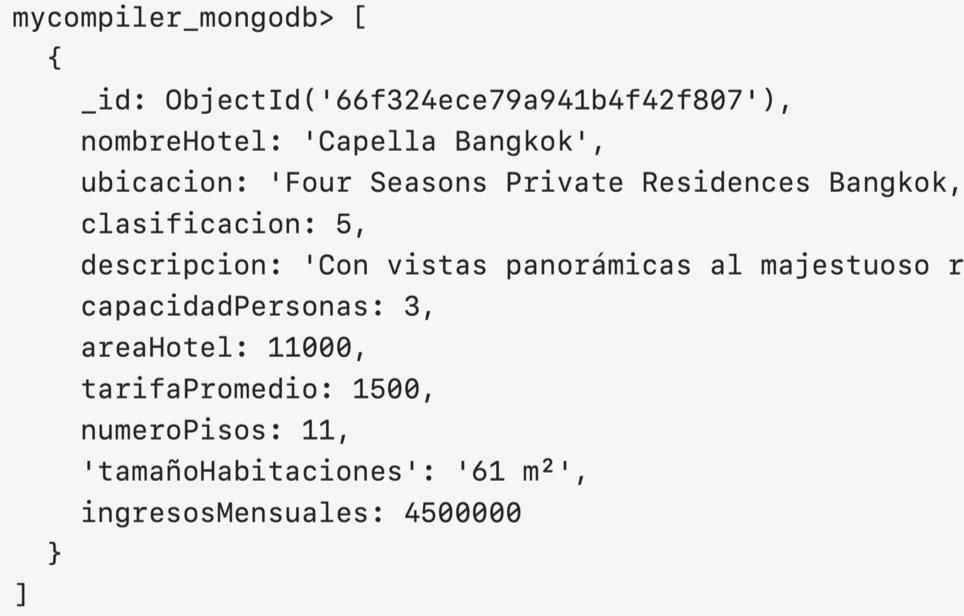 mycompiler_mongodb> [
  {
    _id: ObjectId('66f324ece79a941b4f42f807'),
    nombreHotel: 'Capella Bangkok',
    ubicacion: 'Four Seasons Private Residences Bangkok,
    clasificacion: 5,
    descripcion: 'Con vistas panorámicas al majestuoso r
    capacidadPersonas: 3,
    areaHotel: 11000,
    tarifaPromedio: 1500,
    numeroPisos: 11,
    'tamañoHabitaciones': '61 m²',
    ingresosMensuales: 4500000
  }
]